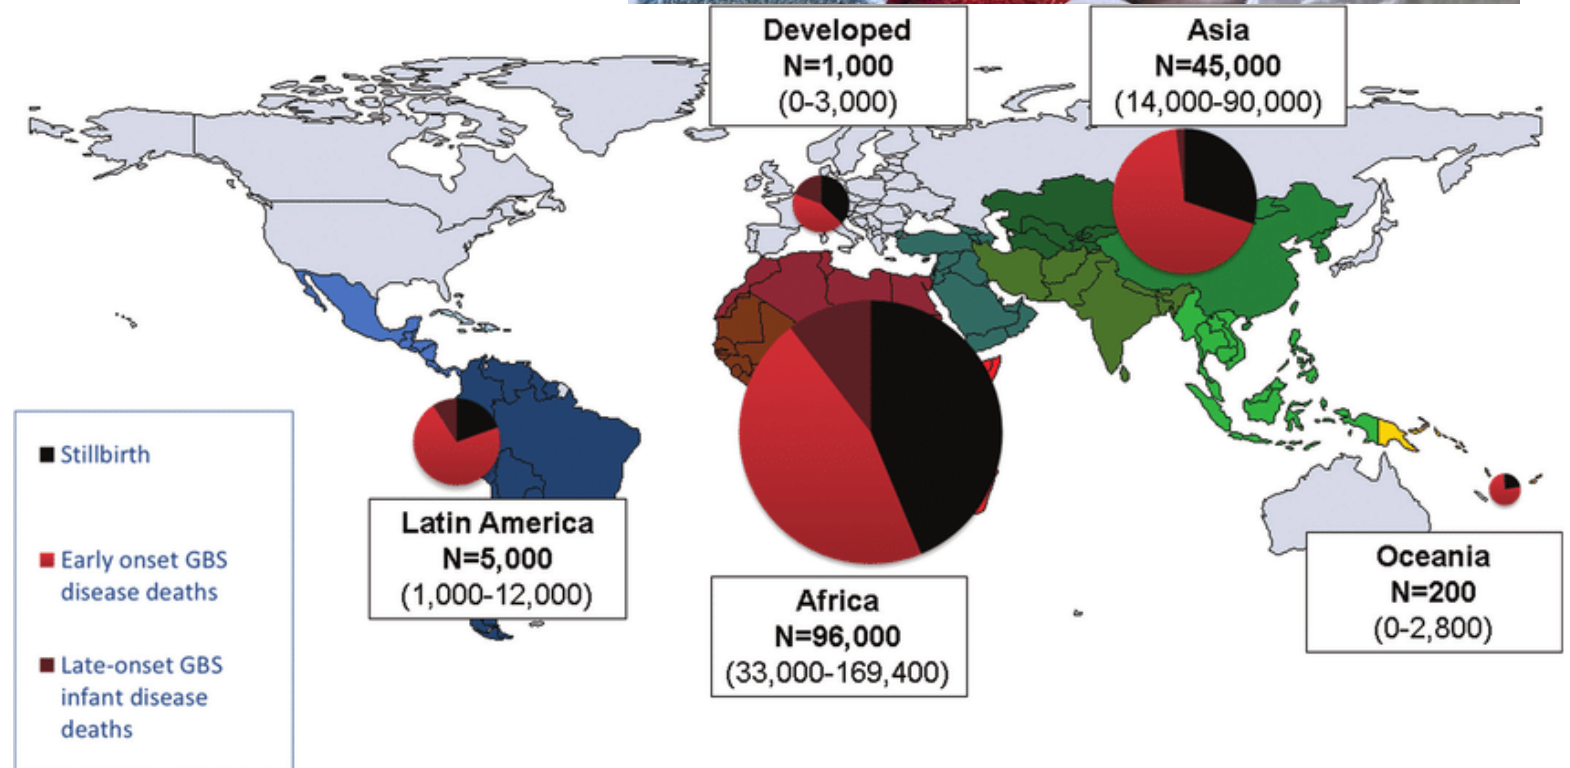 Developed
N=1,000
(0-3,000)
Asia
N=45,000
(14,000-90,000)
Stillbirth
Early onset GBS
disease deaths
Late-onset GBS
infant disease
deaths
Latin America
N=5,000
(1,000-12,000)
Africa
N=96,000
(33,000-169,400)
Oceania
N=200
(0-2,800)